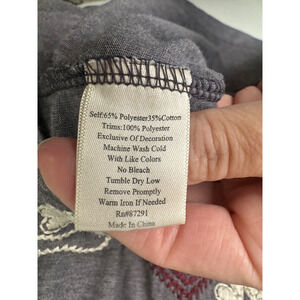 Self:65% Polyester35%Cotton
Trims:100% Polyester
Exclusive Of Decoration
Machine Wash Cold
With Like Colors
No Bleach
Tumble Dry Low
Remove Promptly
Warm Iron If Needed
Rn#87291
Made In China